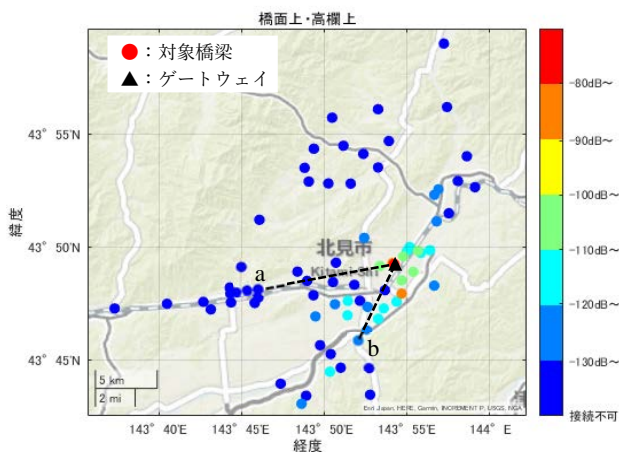 橋面上・高欄上
●：対象橋梁
▲：ゲートウェイ
-80dB～
-90dB～
-100dB～
-110dB～
-120dB～
-130dB～
接続不可
43° 55'N
43° 50'N
43° 45'N
緯度
北見市
Kitami-Shi
a
b
5 km
2 mi
Esri Japan, HERE, Garmin, INCREMENT P, USGS, NGA
143° 40'E
143° 45'E
143° 50'E
143° 55'E
144° E
経度